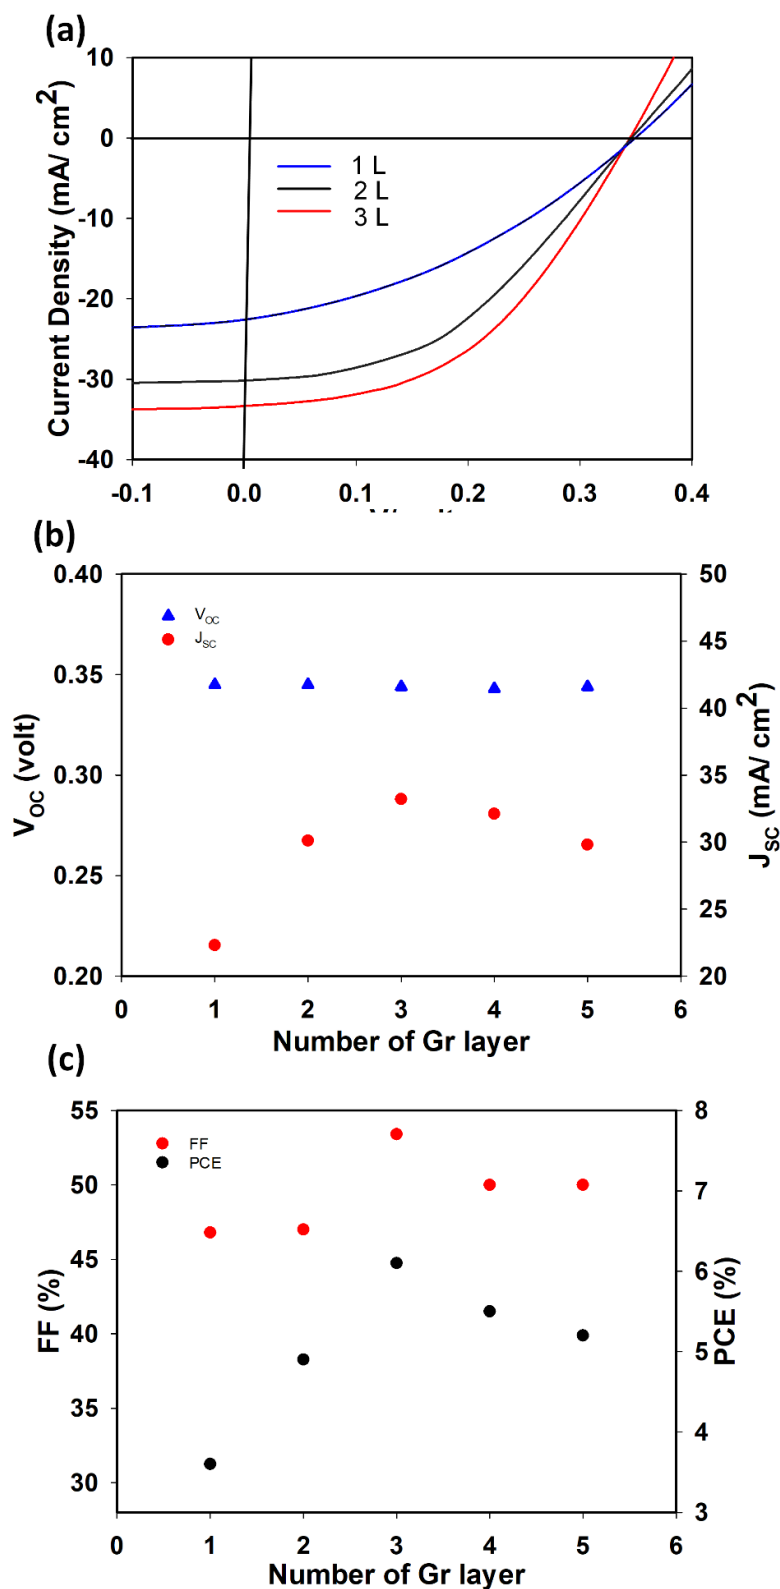 (a)
Current Density (mA/ cm²)
10
0
-10
-20
-30
-40
1 L
2 L
3 L
-0.1 0.0 0.1 0.2 0.3 0.4
(b)
V_OC (volt)
0.40
0.35
0.30
0.25
0.20
V_OC
J_SC
50
45
40
35
30
25
20
J_SC (mA/ cm²)
0 1 2 3 4 5 6
Number of Gr layer
(c)
FF (%)
55
50
45
40
35
30
FF
PCE
8
7
6
5
4
3
PCE (%)
0 1 2 3 4 5 6
Number of Gr layer